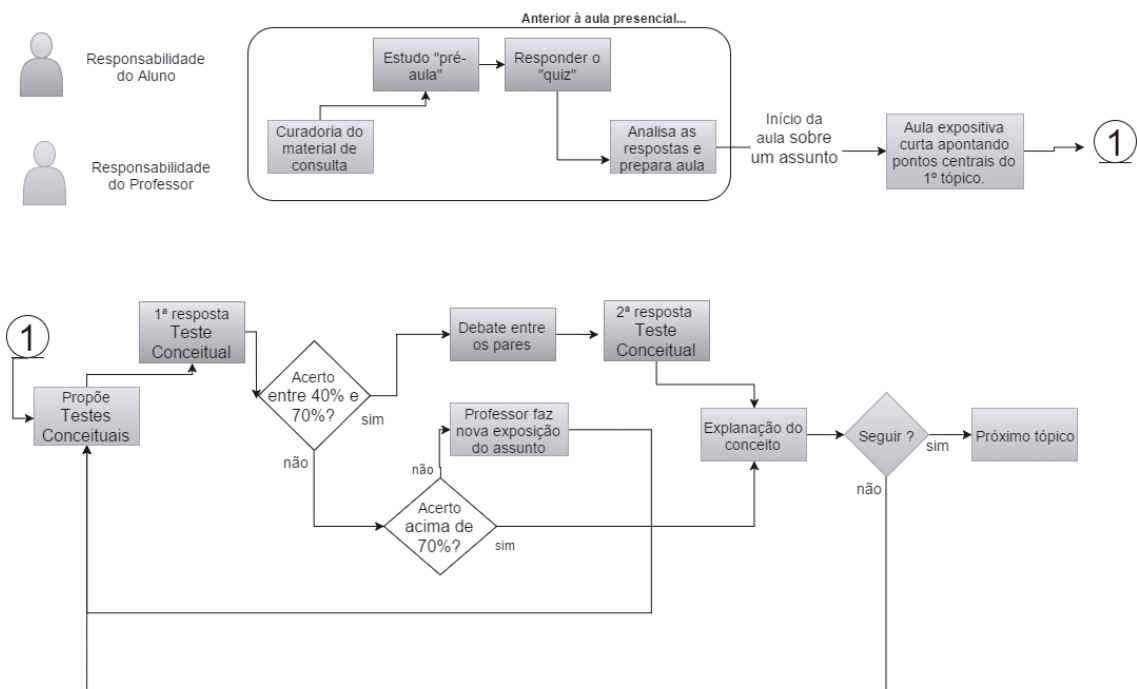 Anterior à aula presencial...
Responsabilidade
do Aluno
Estudo "pré-
aula"
Responder o
"quiz"
Curadoria do
material de
consulta
Analisa as
respostas e
prepara aula
Início da
aula sobre
um assunto
Aula expositiva
curta apontando
pontos centrais do
1º tópico.
1
Responsabilidade
do Professor
1
1ª resposta
Teste
Conceitual
Propõe
Testes
Conceituais
Acerto
entre 40% e
70%?
sim
não
Debate entre
os pares
2ª resposta
Teste
Conceitual
Professor faz
nova exposição
do assunto
não
Acerto
acima de
70%?
sim
Explanação do
conceito
Seguir ?
sim
não
Próximo tópico